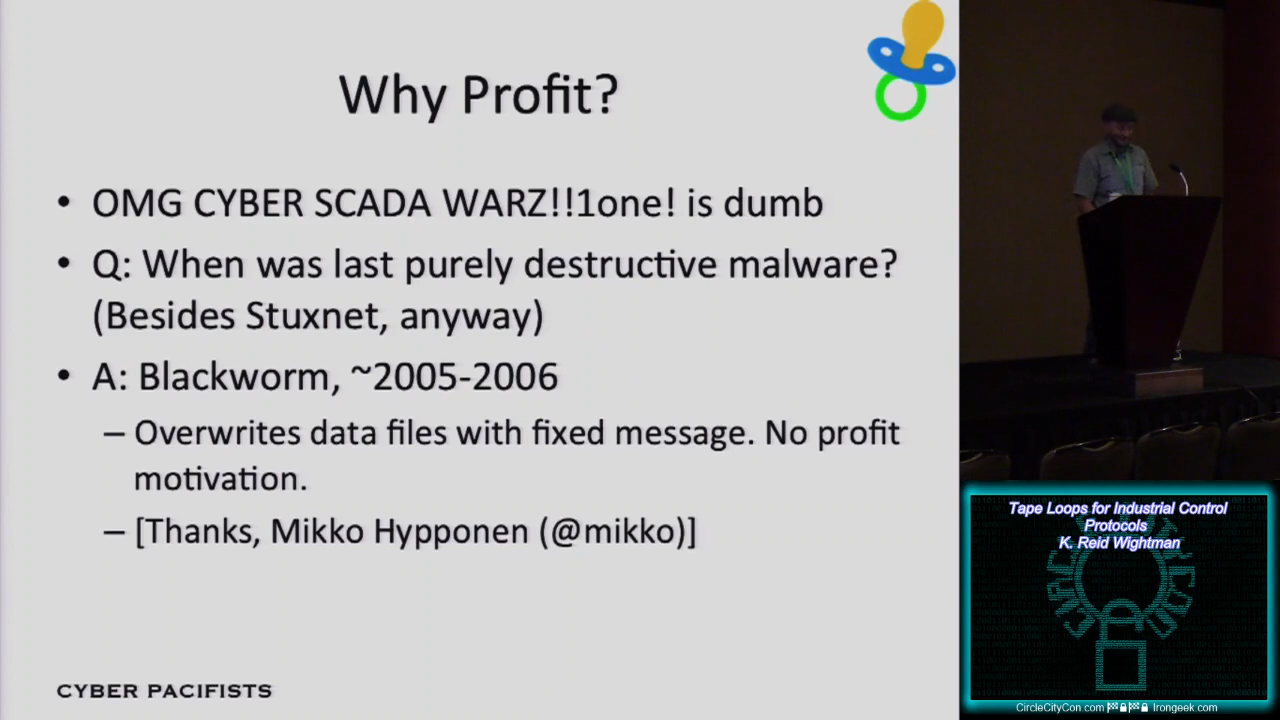 Why Profit?
• OMG CYBER SCADA WARZ!!1one! is dumb
• Q: When was last purely destructive malware?
(Besides Stuxnet, anyway)
• A: Blackworm, ~2005-2006
– Overwrites data files with fixed message. No profit
motivation.
– [Thanks, Mikko Hypponen (@mikko)]
CYBER PACIFISTS
Tape Loops for Industrial Control
Protocols
K. Reid Wightman
CircleCityCon.com
Irongeek.com